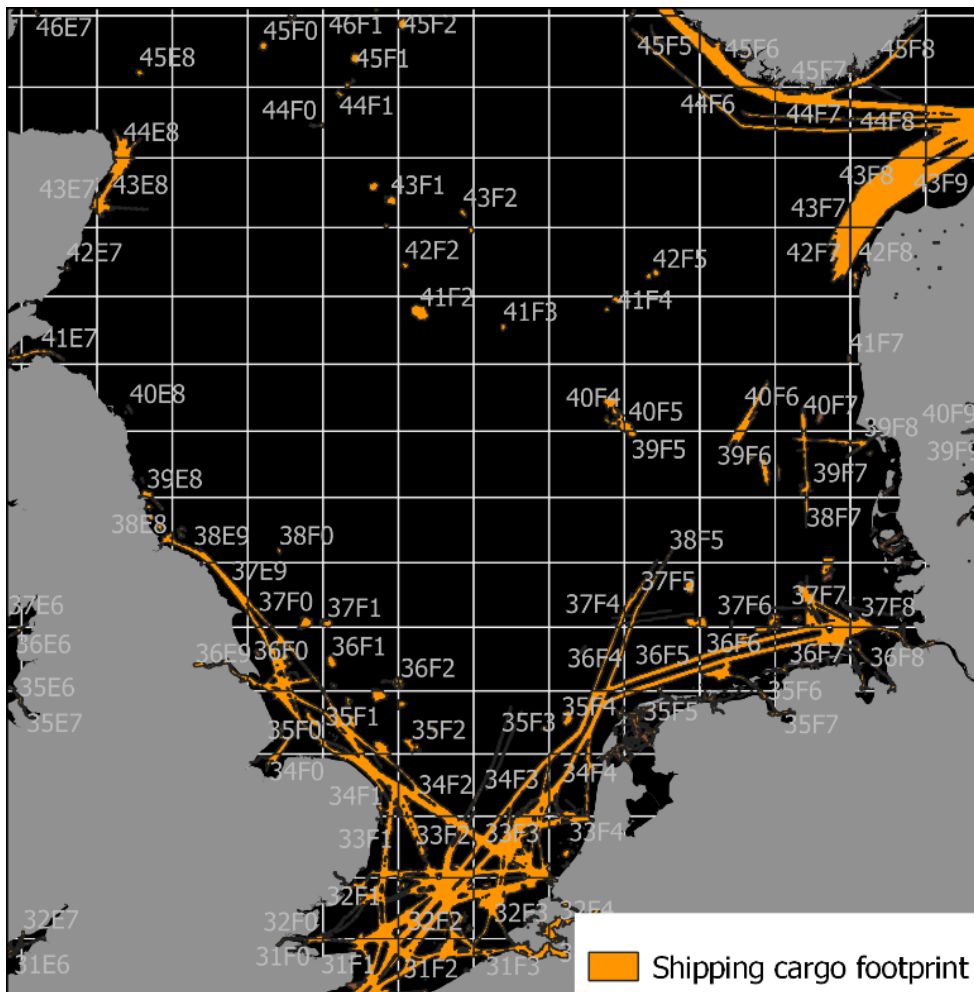 46E7 45F0 46F1 45F2
45E8 45F1 45F5 45F6 45F7 45F8
44F0 44F1 44F6 44F7 44F8
44E8
43E7 43E8 43F1 43F2 43F7 43F8 43F9
42E7 42F2 42F5 42F7 42F8
41E7 41F2 41F3 41F4 41F7
40E8 40F4 40F5 40F6 40F7 40F9
39E8 39F5 39F6 39F7 39F8 39F9
38E8 38E9 38F0 38F5 38F7
37E6 37E9 37F0 37F1 37F4 37F5 37F6 37F7 37F8
36E6 36E9 36F0 36F1 36F2 36F4 36F5 36F6 36F7 36F8
35E6 35E7 35F0 35F1 35F2 35F3 35F4 35F5 35F6 35F7
34F0 34F1 34F2 34F3 34F4
33F1 33F2 33F3 33F4
32E7 32F0 32F1 32F2 32F3 32F4
31E6 31F0 31F1 31F2 31F3
Shipping cargo footprint